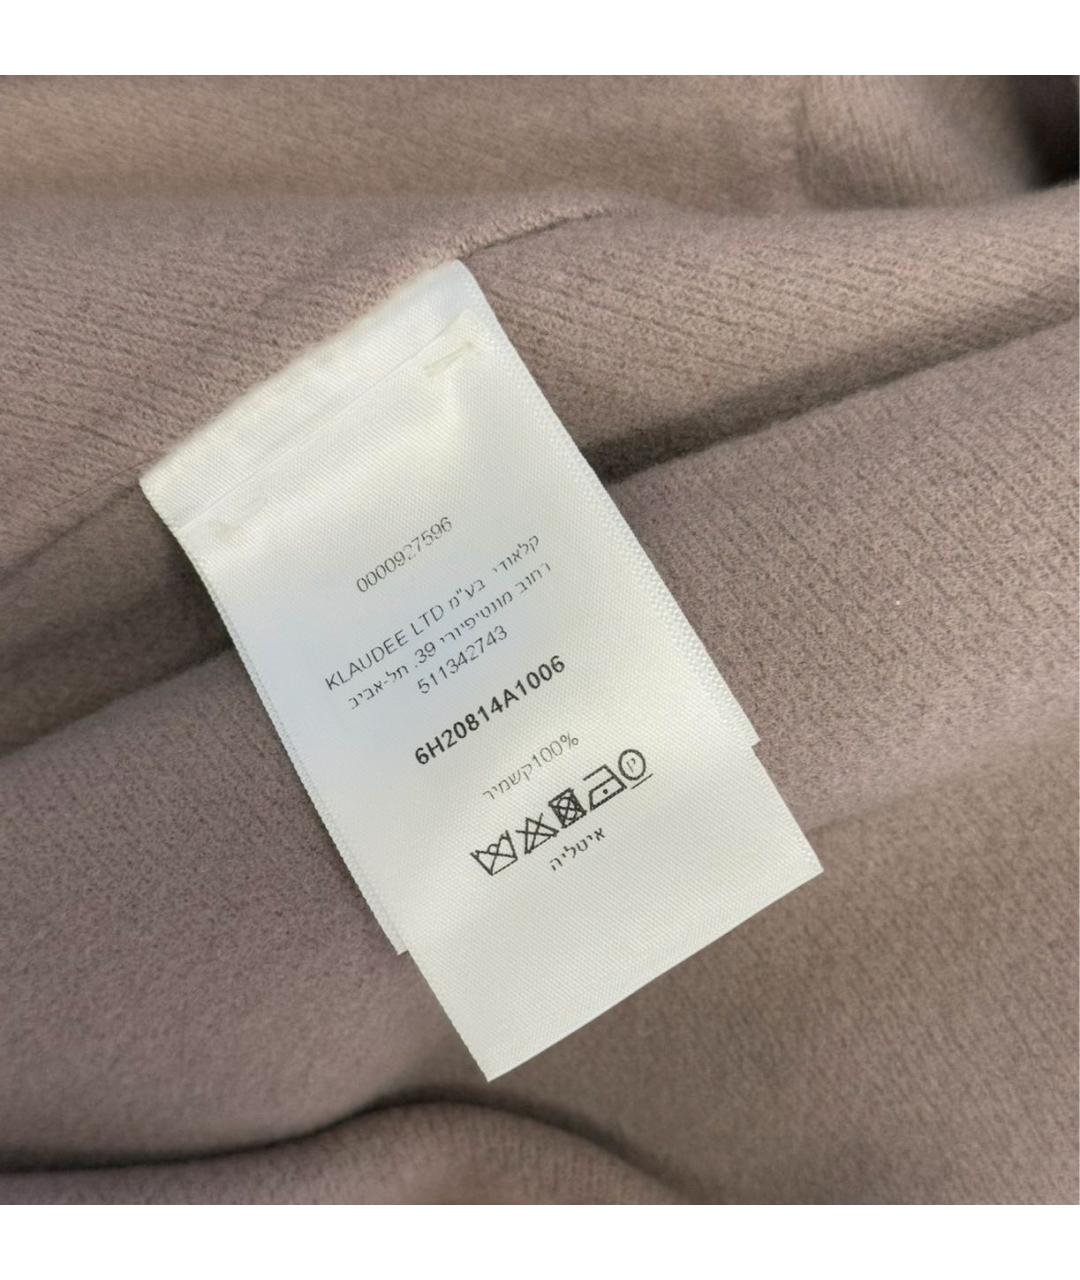 0000927596
KLAUDEE LTD קלאודי בע"מ
רחוב מונטיפיורי 39. תל-אביב
511342743
6H20814A1006
100%קשמיר
איטליה